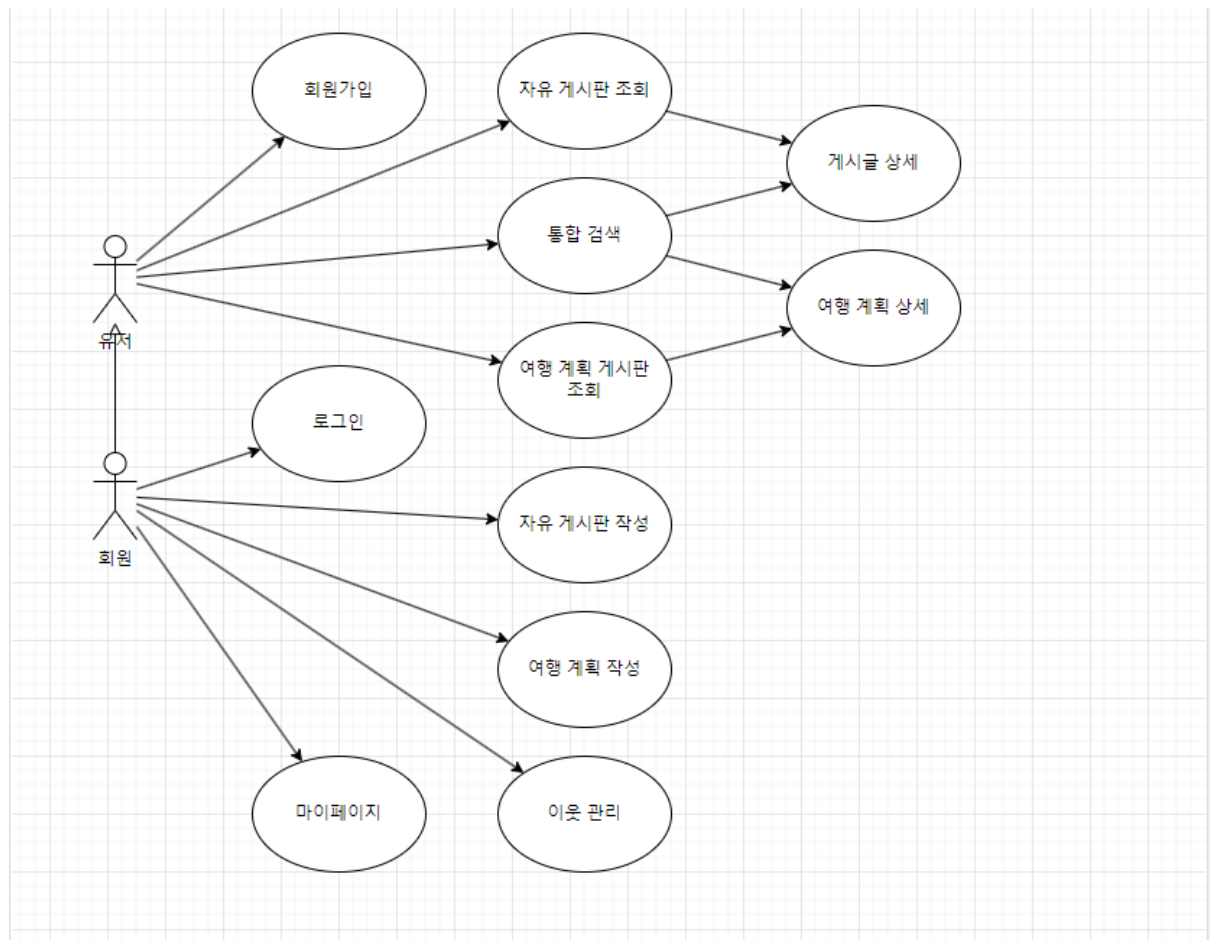 회원가입
자유 게시판 조회
게시글 상세
통합 검색
여행 계획 상세
유저
여행 계획 게시판
조회
로그인
자유 게시판 작성
회원
여행 계획 작성
마이페이지
이웃 관리